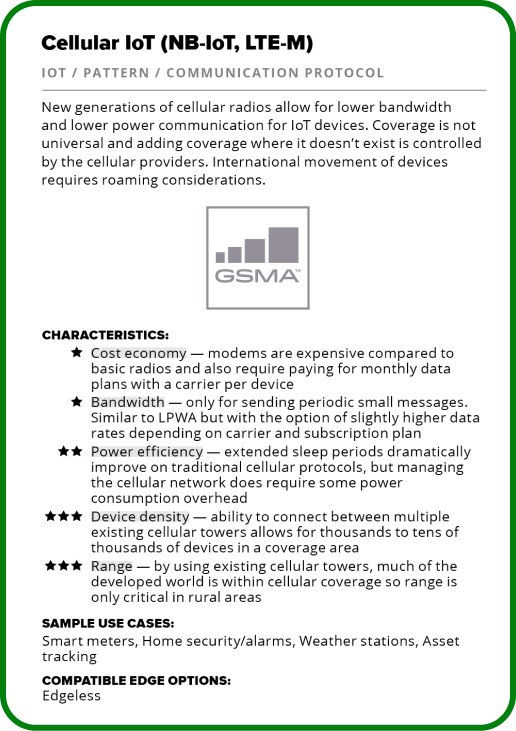 Cellular IoT (NB-IoT, LTE-M)
IOT / PATTERN / COMMUNICATION PROTOCOL
New generations of cellular radios allow for lower bandwidth
and lower power communication for IoT devices. Coverage is not
universal and adding coverage where it doesn't exist is controlled
by the cellular providers. International movement of devices
requires roaming considerations.
GSMA™
CHARACTERISTICS:
★ Cost economy — modems are expensive compared to
basic radios and also require paying for monthly data
plans with a carrier per device
★ Bandwidth — only for sending periodic small messages.
Similar to LPWA but with the option of slightly higher data
rates depending on carrier and subscription plan
★★ Power efficiency — extended sleep periods dramatically
improve on traditional cellular protocols, but managing
the cellular network does require some power
consumption overhead
★★★ Device density — ability to connect between multiple
existing cellular towers allows for thousands to tens of
thousands of devices in a coverage area
★★★ Range — by using existing cellular towers, much of the
developed world is within cellular coverage so range is
only critical in rural areas
SAMPLE USE CASES:
Smart meters, Home security/alarms, Weather stations, Asset
tracking
COMPATIBLE EDGE OPTIONS:
Edgeless